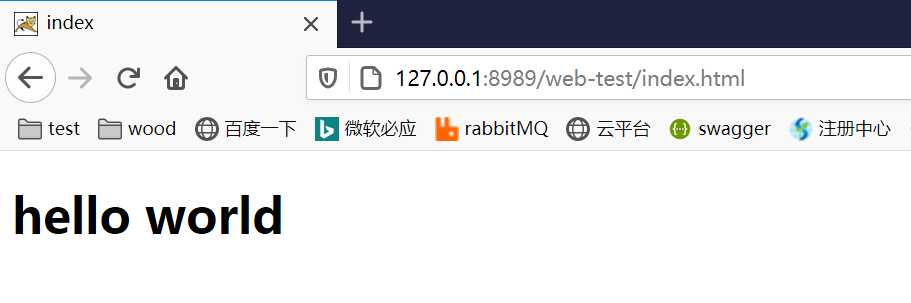 index
127.0.0.1:8989/web-test/index.html
test wood 百度一下 微软必应 rabbitMQ 云平台 swagger 注册中心
hello world